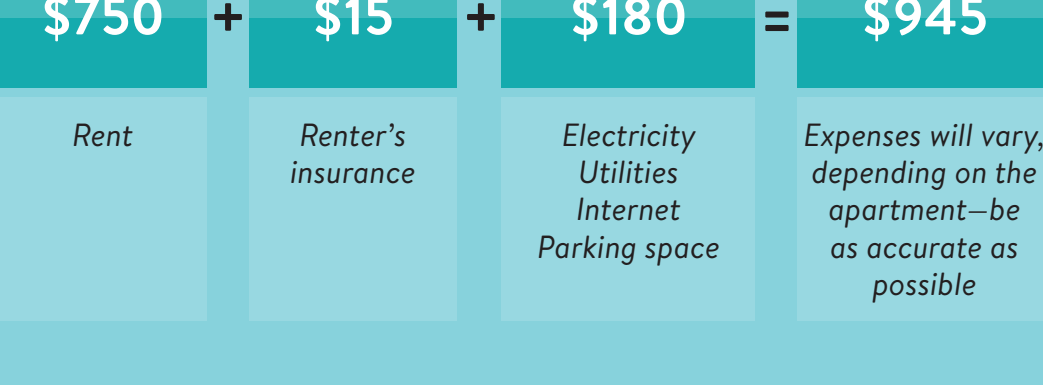 $750 + $15 + $180 = $945
Rent
Renter’s
insurance
Electricity
Utilities
Internet
Parking space
Expenses will vary,
depending on the
apartment—be
as accurate as
possible